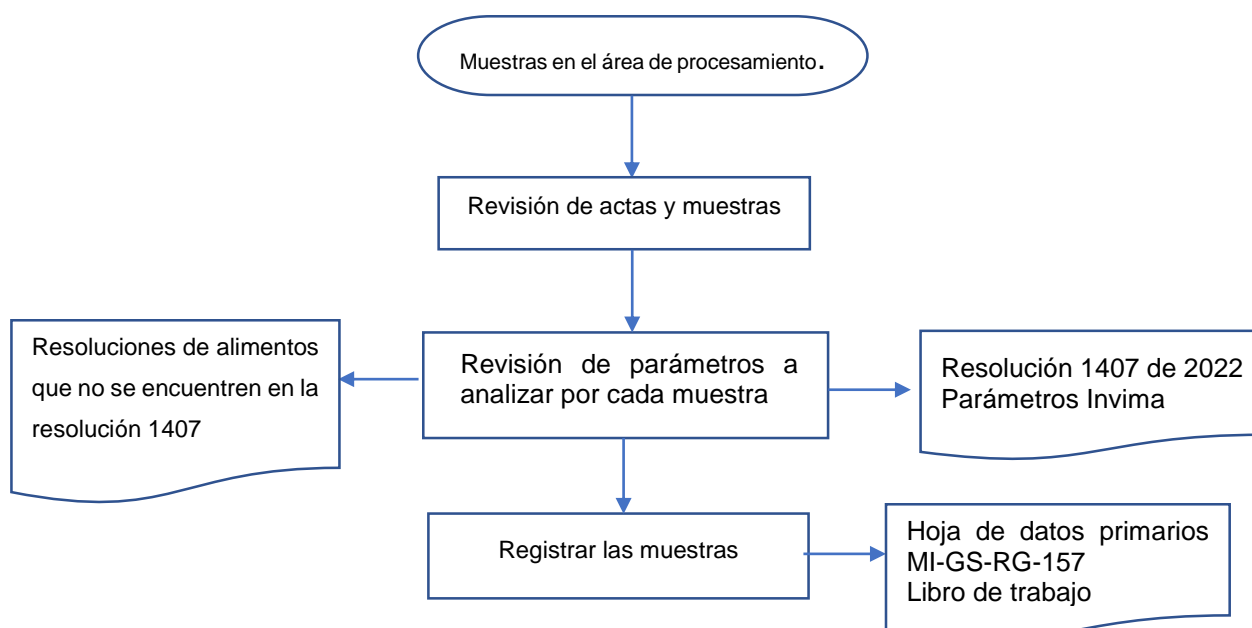 Muestras en el área de procesamiento.
Revisión de actas y muestras
Resoluciones de alimentos
que no se encuentren en la
resolución 1407
Revisión de parámetros a
analizar por cada muestra
Resolución 1407 de 2022
Parámetros Invima
Registrar las muestras
Hoja de datos primarios
MI-GS-RG-157
Libro de trabajo